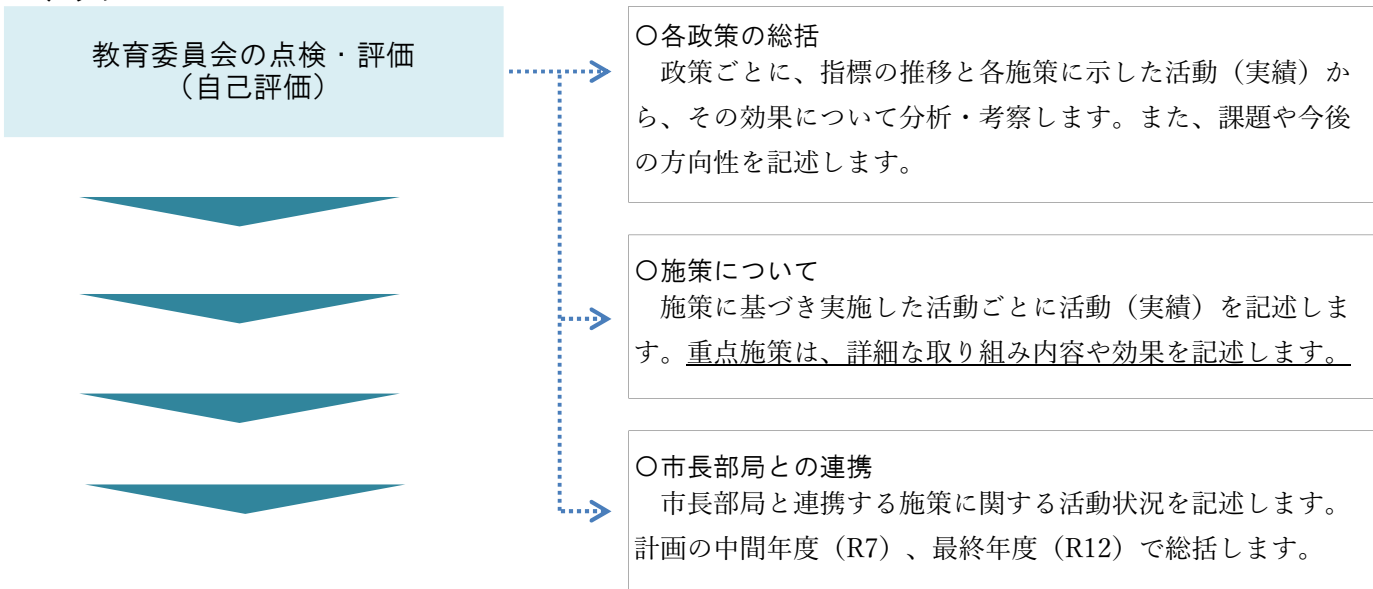 教育委員会の点検・評価
(自己評価)
〇各政策の総括
政策ごとに、指標の推移と各施策に示した活動(実績)か
ら、その効果について分析・考察します。また、課題や今後
の方向性を記述します。
〇施策について
施策に基づき実施した活動ごとに活動(実績)を記述しま
す。重点施策は、詳細な取り組み内容や効果を記述します。
〇市長部局との連携
市長部局と連携する施策に関する活動状況を記述します。
計画の中間年度(R7)、最終年度(R12)で総括します。